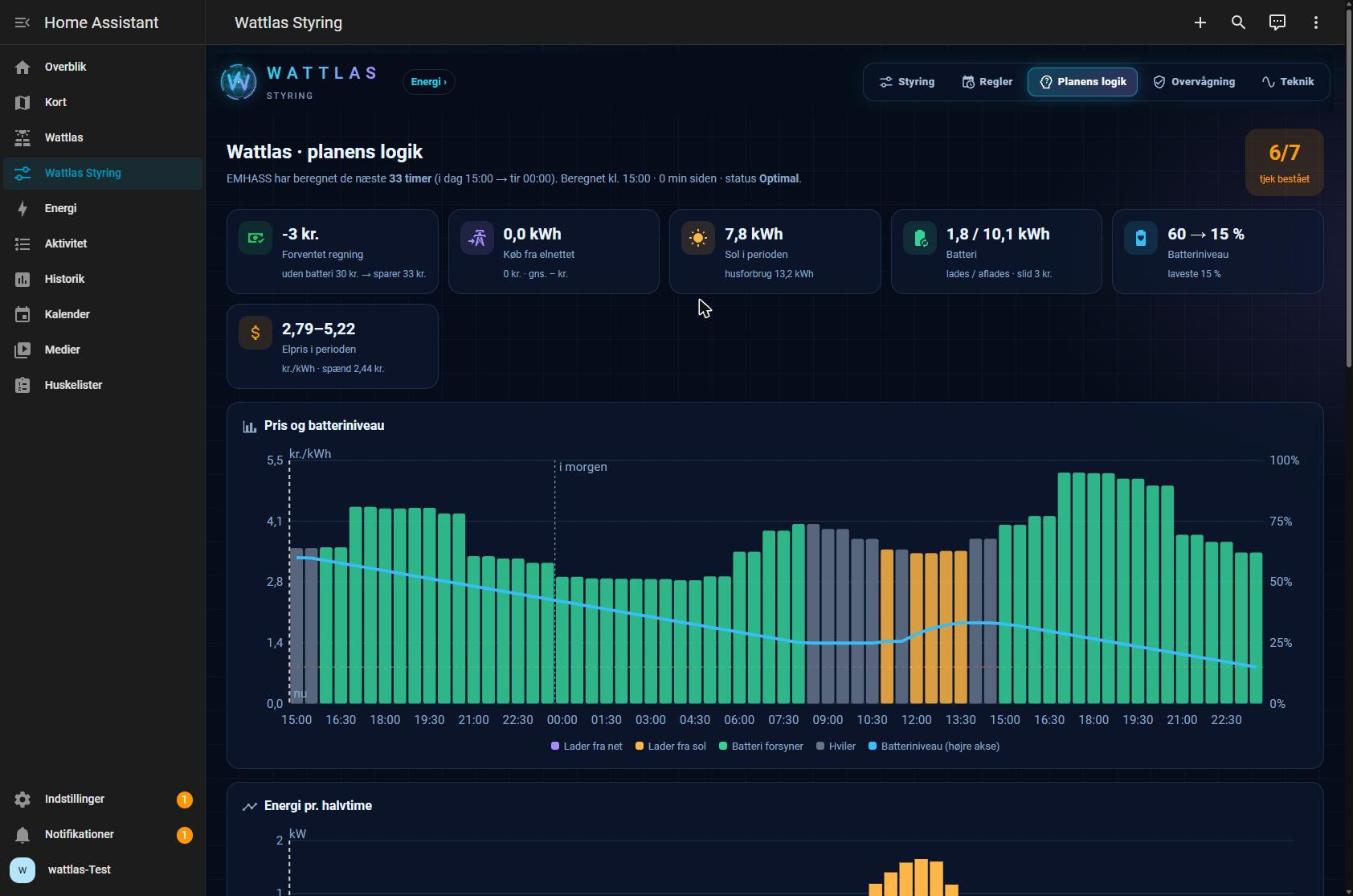 Home Assistant
Wattlas Styring
Overblik
Kort
Wattlas
Wattlas Styring
Energi
Aktivitet
Historik
Kalender
Medier
Huskelister
Indstillinger
1
Notifikationer
1
w
wattlas-Test
W
WATTLAS
STYRING
Energi ›
Styring
Regler
Planens logik
Overvågning
Teknik
Wattlas · planens logik
EMHASS har beregnet de næste 33 timer (i dag 15:00 → tir 00:00). Beregnet kl. 15:00 · 0 min siden · status Optimal.
6/7
tjek bestået
-3 kr.
Forventet regning
uden batteri 30 kr. → sparer 33 kr.
0,0 kWh
Køb fra elnettet
0 kr. · gns. – kr.
7,8 kWh
Sol i perioden
husforbrug 13,2 kWh
1,8 / 10,1 kWh
Batteri
lades / aflades · slid 3 kr.
60 → 15 %
Batteriniveau
laveste 15 %
2,79–5,22
Elpris i perioden
kr./kWh · spænd 2,44 kr.
Pris og batteriniveau
kr./kWh
5,5
4,1
2,8
1,4
0,0
i morgen
nu
100%
75%
50%
25%
0%
15:00 16:30 18:00 19:30 21:00 22:30 00:00 01:30 03:00 04:30 06:00 07:30 09:00 10:30 12:00 13:30 15:00 16:30 18:00 19:30 21:00 22:30
Lader fra net Lader fra sol Batteri forsyner Hviler Batteriniveau (højre akse)
Energi pr. halvtime
kW
2
1